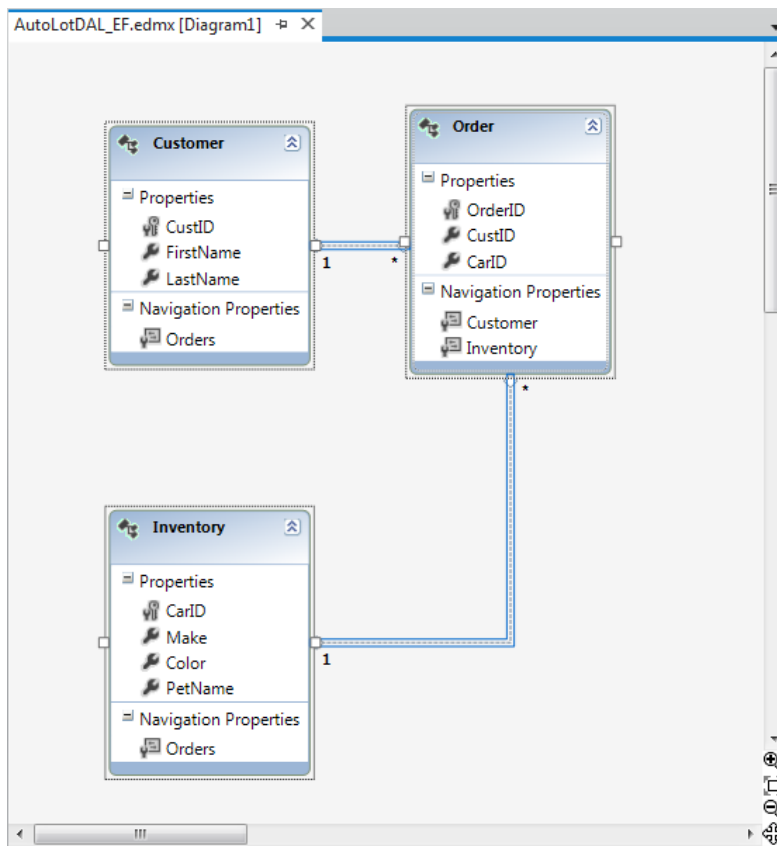 AutoLotDAL_EF.edmx [Diagram1]
Customer
Properties
CustID
FirstName
LastName
Navigation Properties
Orders
1
*
Order
Properties
OrderID
CustID
CarID
Navigation Properties
Customer
Inventory
*
Inventory
Properties
CarID
Make
Color
PetName
Navigation Properties
Orders
1